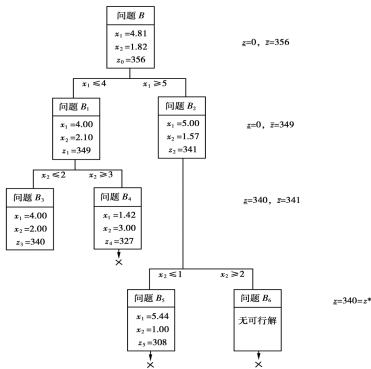 问题 B
x₁=4.81
x₂=1.82
z₀=356
z̲=0, z̄=356
x₁≤4
x₁≥5
问题 B₁
x₁=4.00
x₂=2.10
z₁=349
问题 B₂
x₁=5.00
x₂=1.57
z₂=341
z̲=0, z̄=349
x₂≤2
x₂≥3
问题 B₃
x₁=4.00
x₂=2.00
z₃=340
问题 B₄
x₁=1.42
x₂=3.00
z₄=327
z̲=340, z̄=341
×
x₂≤1
x₂≥2
问题 B₅
x₁=5.44
x₂=1.00
z₅=308
问题 B₆
无可行解
z̲=340=z*
×
×